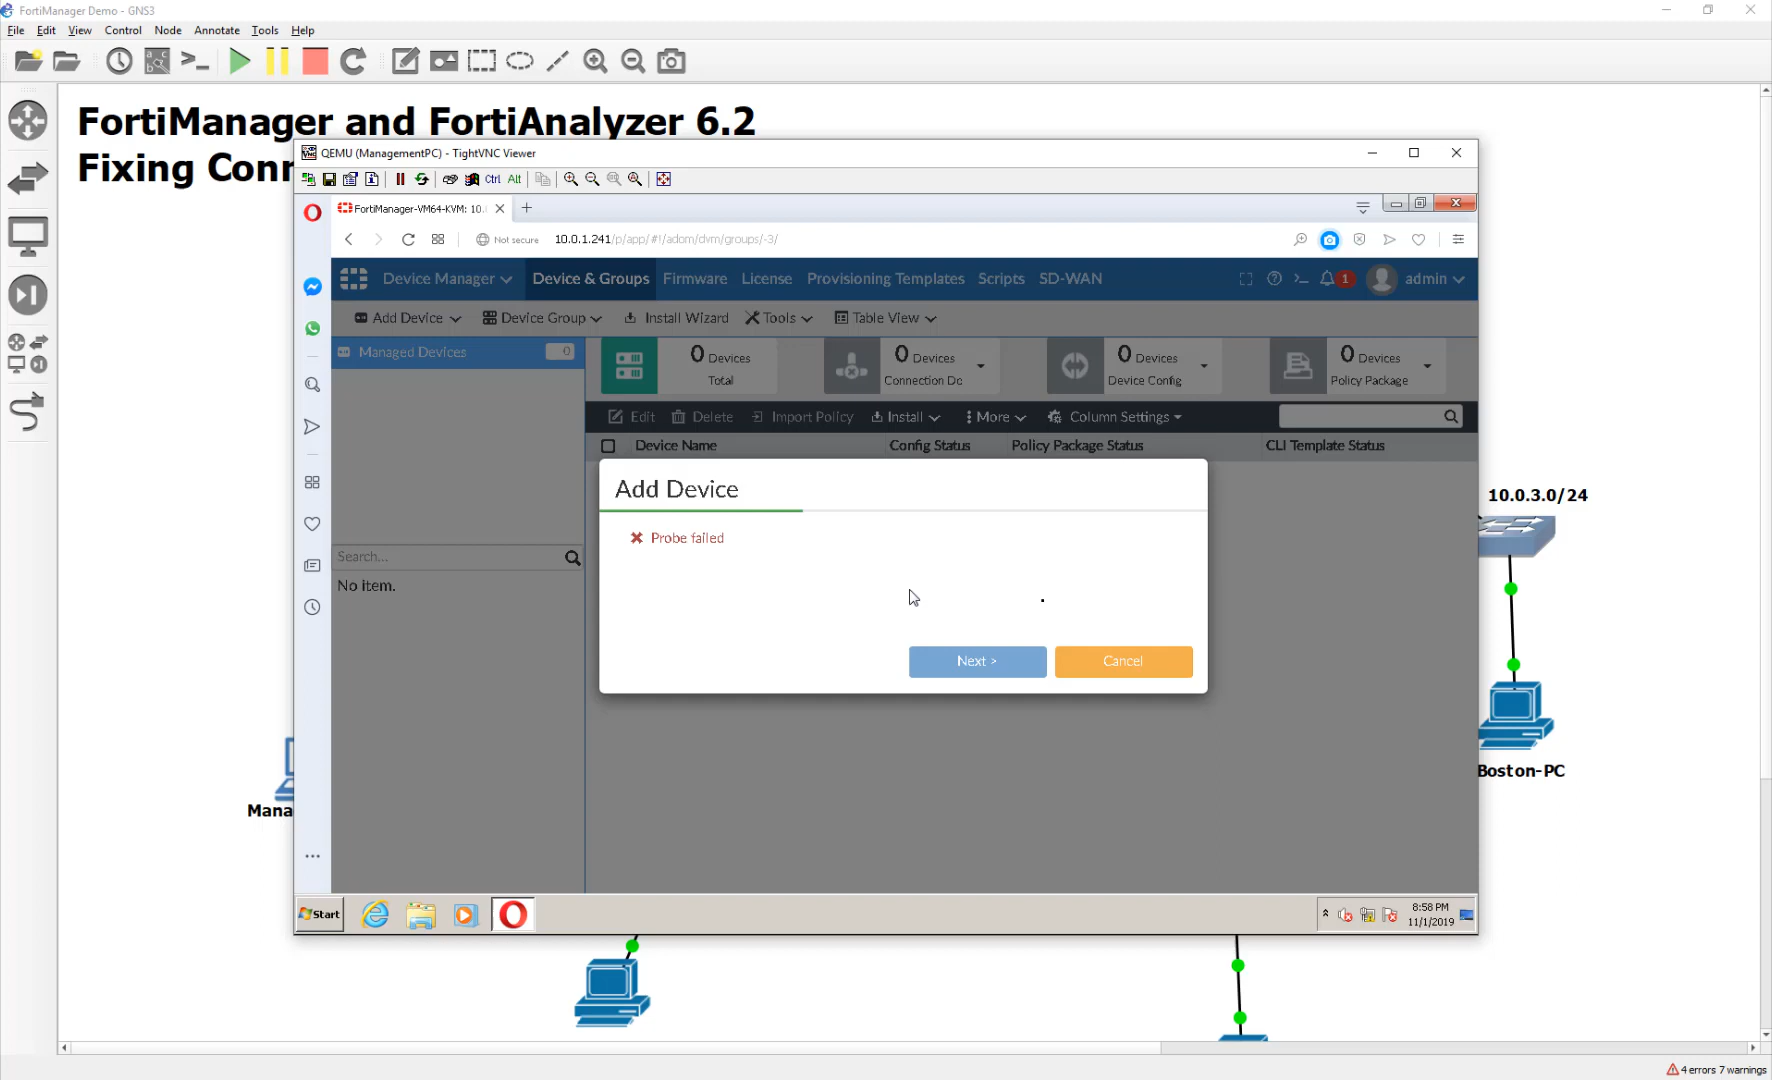 FortiManager Demo - GNS3
File Edit View Control Node Annotate Tools Help
FortiManager and FortiAnalyzer 6.2
Fixing Conn
QEMU (ManagementPC) - TightVNC Viewer
Ctrl Alt
FortiManager-VM64-KVM: 10.
Not secure 10.0.1.241/p/app/#!/adom/dvm/groups/-3/
Device Manager Device & Groups Firmware License Provisioning Templates Scripts SD-WAN 1 admin
Add Device Device Group Install Wizard Tools Table View
Managed Devices 0
0 Devices
Total
0 Devices
Connection Do
0 Devices
Device Config
0 Devices
Policy Package
Edit Delete Import Policy Install More Column Settings
Device Name Config Status Policy Package Status CLI Template Status
Add Device
Probe failed
Next > Cancel
Search...
No item.
10.0.3.0/24
Boston-PC
Mana
Start
8:58 PM
11/1/2019
4 errors 7 warnings